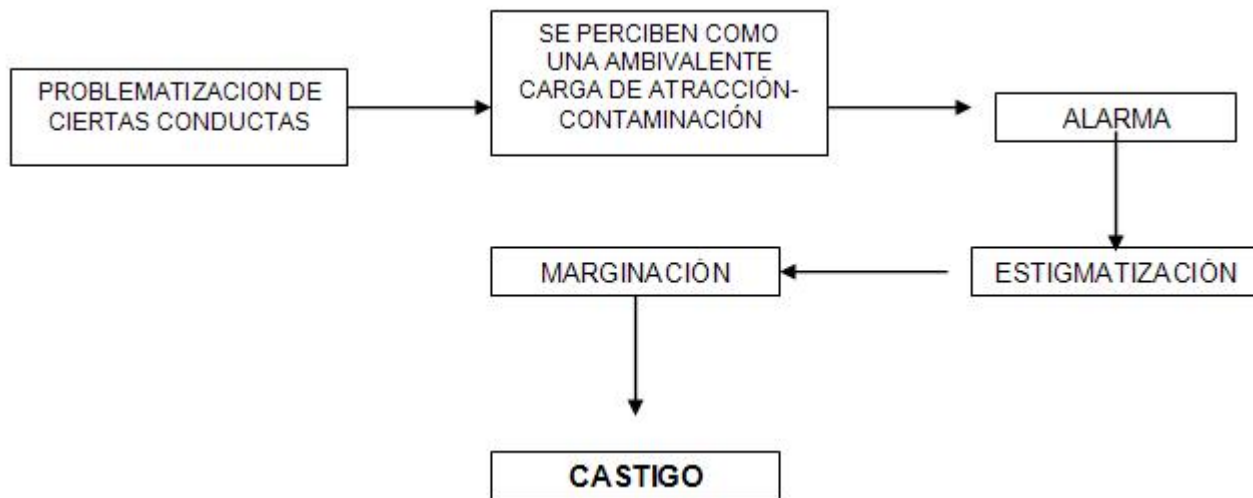 PROBLEMATIZACION DE
CIERTAS CONDUCTAS
SE PERCIBEN COMO
UNA AMBIVALENTE
CARGA DE ATRACCIÓN-
CONTAMINACIÓN
ALARMA
ESTIGMATIZACIÓN
MARGINACIÓN
CASTIGO